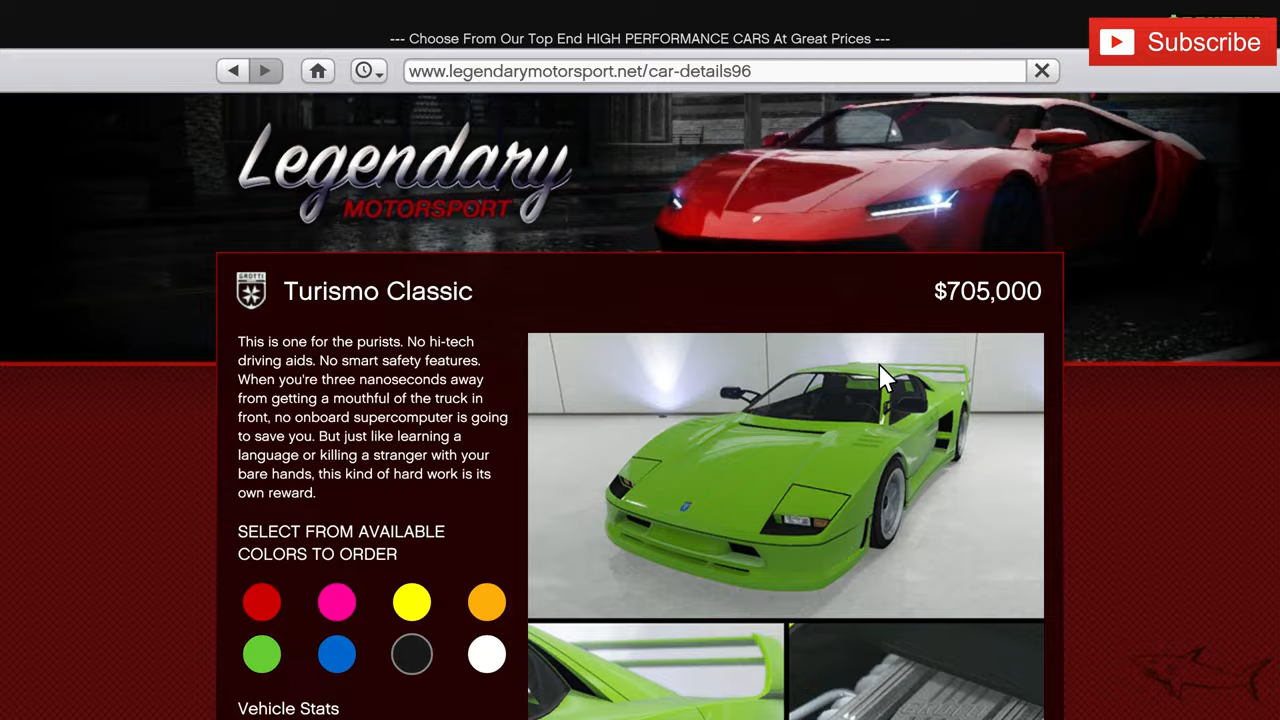 --- Choose From Our Top End HIGH PERFORMANCE CARS At Great Prices ---
Subscribe
www.legendarymotorsport.net/car-details96
Legendary
MOTORSPORT
GROTTI
Turismo Classic
$705,000
This is one for the purists. No hi-tech
driving aids. No smart safety features.
When you're three nanoseconds away
from getting a mouthful of the truck in
front, no onboard supercomputer is going
to save you. But just like learning a
language or killing a stranger with your
bare hands, this kind of hard work is its
own reward.
SELECT FROM AVAILABLE
COLORS TO ORDER
Vehicle Stats